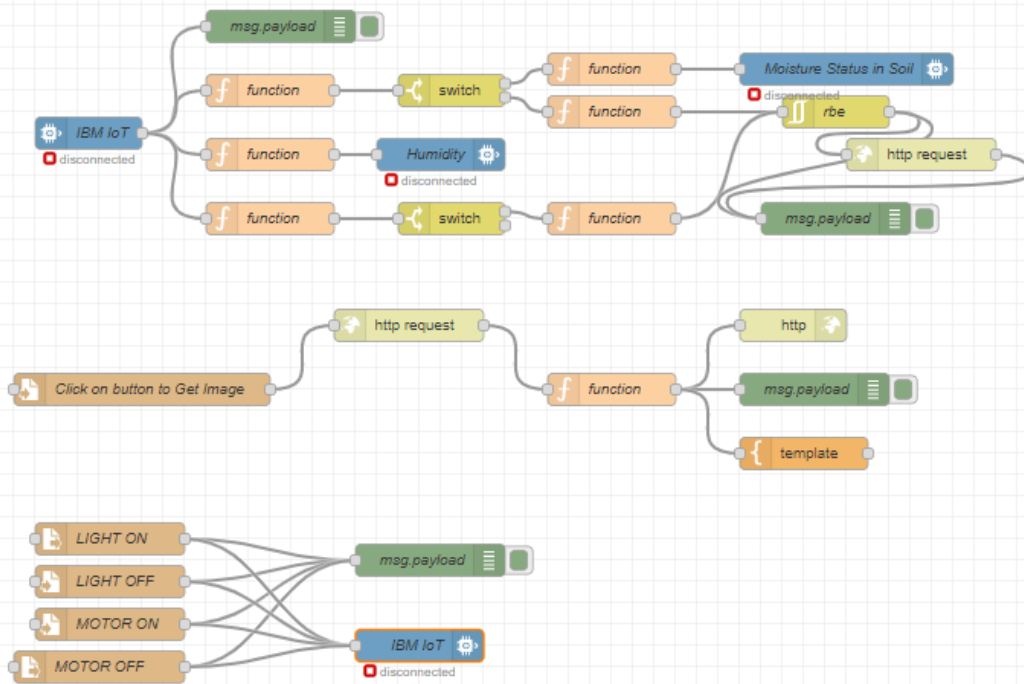 msg.payload
function
switch
function
Moisture Status in Soil
disconnected
function
rbe
IBM IoT
disconnected
function
Humidity
disconnected
http request
function
switch
function
msg.payload
http request
http
Click on button to Get Image
function
msg.payload
template
LIGHT ON
msg.payload
LIGHT OFF
MOTOR ON
IBM IoT
disconnected
MOTOR OFF